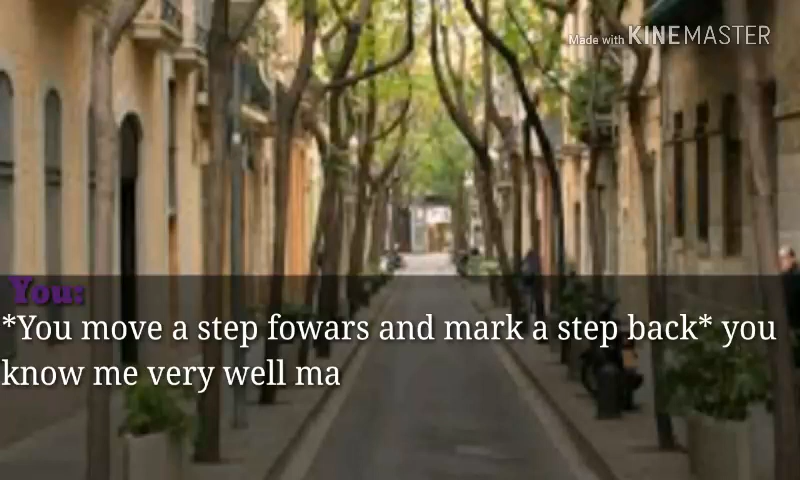 Made with KINEMASTER
You:
*You move a step fowars and mark a step back* you
know me very well ma